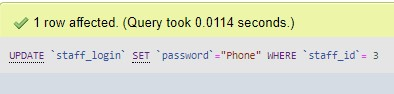 1 row affected. (Query took 0.0114 seconds.)
UPDATE `staff_login` SET `password`="Phone" WHERE `staff_id`= 3